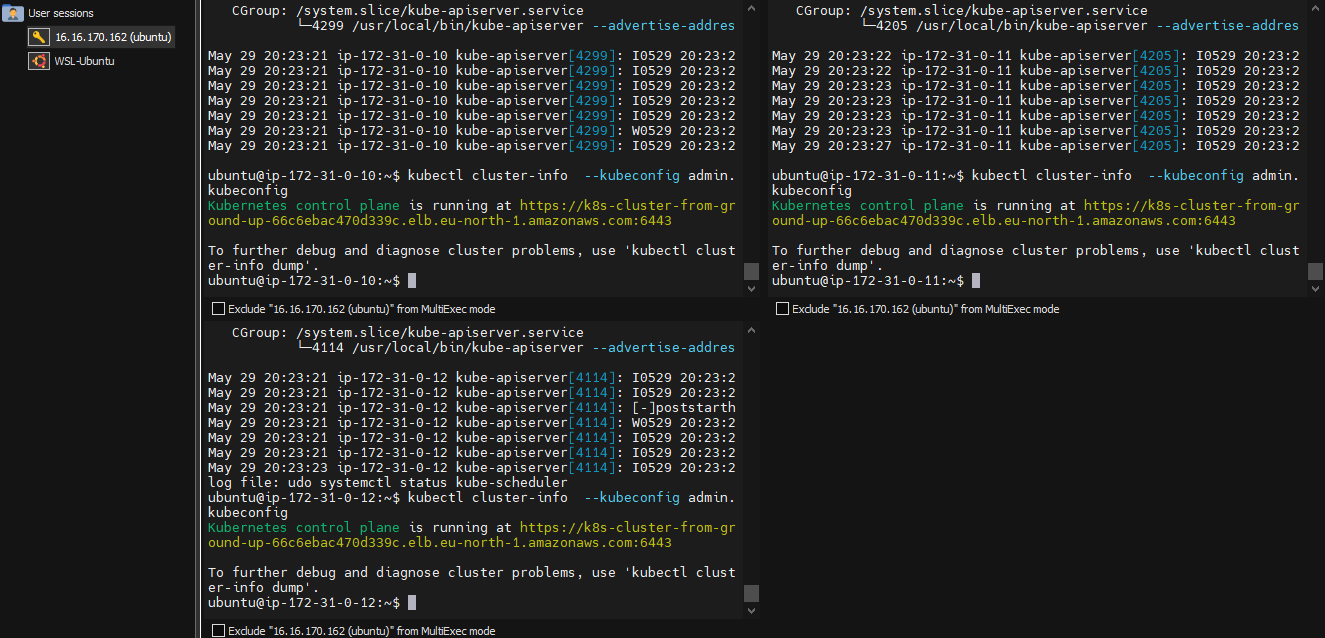 User sessions
16.16.170.162 (ubuntu)
WSL-Ubuntu
CGroup: /system.slice/kube-apiserver.service
└─4299 /usr/local/bin/kube-apiserver --advertise-addres
May 29 20:23:21 ip-172-31-0-10 kube-apiserver[4299]: I0529 20:23:2
May 29 20:23:21 ip-172-31-0-10 kube-apiserver[4299]: I0529 20:23:2
May 29 20:23:21 ip-172-31-0-10 kube-apiserver[4299]: I0529 20:23:2
May 29 20:23:21 ip-172-31-0-10 kube-apiserver[4299]: I0529 20:23:2
May 29 20:23:21 ip-172-31-0-10 kube-apiserver[4299]: I0529 20:23:2
May 29 20:23:21 ip-172-31-0-10 kube-apiserver[4299]: W0529 20:23:2
May 29 20:23:21 ip-172-31-0-10 kube-apiserver[4299]: I0529 20:23:2
ubuntu@ip-172-31-0-10:~$ kubectl cluster-info  --kubeconfig admin.
kubeconfig
Kubernetes control plane is running at https://k8s-cluster-from-gr
ound-up-66c6ebac470d339c.elb.eu-north-1.amazonaws.com:6443
To further debug and diagnose cluster problems, use 'kubectl clust
er-info dump'.
ubuntu@ip-172-31-0-10:~$
Exclude "16.16.170.162 (ubuntu)" from MultiExec mode
CGroup: /system.slice/kube-apiserver.service
└─4205 /usr/local/bin/kube-apiserver --advertise-addres
May 29 20:23:22 ip-172-31-0-11 kube-apiserver[4205]: I0529 20:23:2
May 29 20:23:22 ip-172-31-0-11 kube-apiserver[4205]: I0529 20:23:2
May 29 20:23:23 ip-172-31-0-11 kube-apiserver[4205]: I0529 20:23:2
May 29 20:23:23 ip-172-31-0-11 kube-apiserver[4205]: I0529 20:23:2
May 29 20:23:23 ip-172-31-0-11 kube-apiserver[4205]: I0529 20:23:2
May 29 20:23:23 ip-172-31-0-11 kube-apiserver[4205]: I0529 20:23:2
May 29 20:23:27 ip-172-31-0-11 kube-apiserver[4205]: I0529 20:23:2
ubuntu@ip-172-31-0-11:~$ kubectl cluster-info  --kubeconfig admin.
kubeconfig
Kubernetes control plane is running at https://k8s-cluster-from-gr
ound-up-66c6ebac470d339c.elb.eu-north-1.amazonaws.com:6443
To further debug and diagnose cluster problems, use 'kubectl clust
er-info dump'.
ubuntu@ip-172-31-0-11:~$
Exclude "16.16.170.162 (ubuntu)" from MultiExec mode
CGroup: /system.slice/kube-apiserver.service
└─4114 /usr/local/bin/kube-apiserver --advertise-addres
May 29 20:23:21 ip-172-31-0-12 kube-apiserver[4114]: I0529 20:23:2
May 29 20:23:21 ip-172-31-0-12 kube-apiserver[4114]: I0529 20:23:2
May 29 20:23:21 ip-172-31-0-12 kube-apiserver[4114]: [-]poststarth
May 29 20:23:21 ip-172-31-0-12 kube-apiserver[4114]: W0529 20:23:2
May 29 20:23:21 ip-172-31-0-12 kube-apiserver[4114]: I0529 20:23:2
May 29 20:23:21 ip-172-31-0-12 kube-apiserver[4114]: I0529 20:23:2
May 29 20:23:23 ip-172-31-0-12 kube-apiserver[4114]: I0529 20:23:2
log file: udo systemctl status kube-scheduler
ubuntu@ip-172-31-0-12:~$ kubectl cluster-info  --kubeconfig admin.
kubeconfig
Kubernetes control plane is running at https://k8s-cluster-from-gr
ound-up-66c6ebac470d339c.elb.eu-north-1.amazonaws.com:6443
To further debug and diagnose cluster problems, use 'kubectl clust
er-info dump'.
ubuntu@ip-172-31-0-12:~$
Exclude "16.16.170.162 (ubuntu)" from MultiExec mode